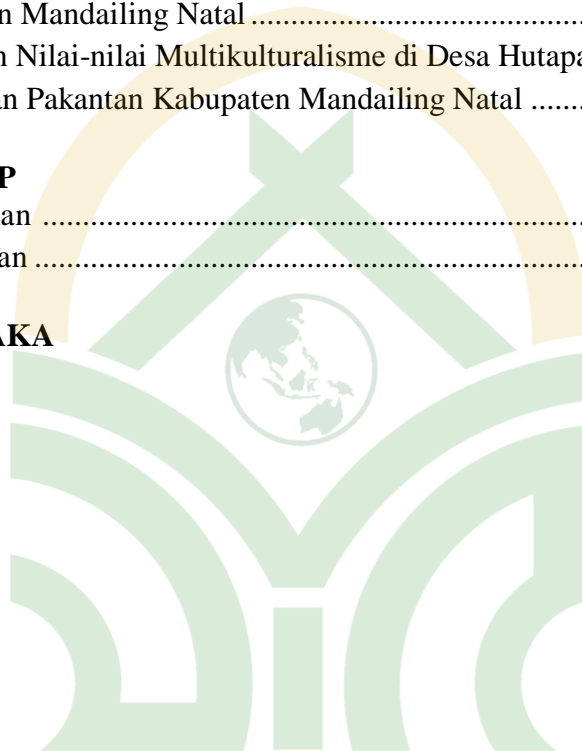 n Mandailing Natal ..........................................
n Nilai-nilai Multikulturalisme di Desa Hutapa
an Pakantan Kabupaten Mandailing Natal ........
P
an ......................................................................
an .......................................................................
AKA